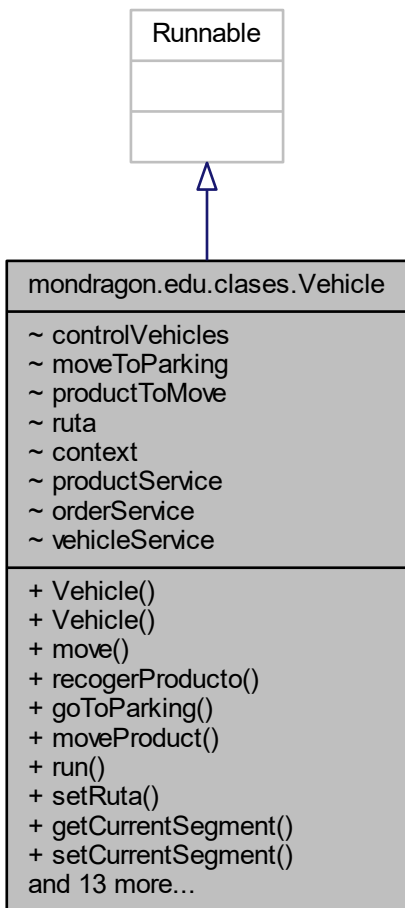 Runnable
mondragon.edu.clases.Vehicle
~ controlVehicles
~ moveToParking
~ productToMove
~ ruta
~ context
~ productService
~ orderService
~ vehicleService
+ Vehicle()
+ Vehicle()
+ move()
+ recogerProducto()
+ goToParking()
+ moveProduct()
+ run()
+ setRuta()
+ getCurrentSegment()
+ setCurrentSegment()
and 13 more...